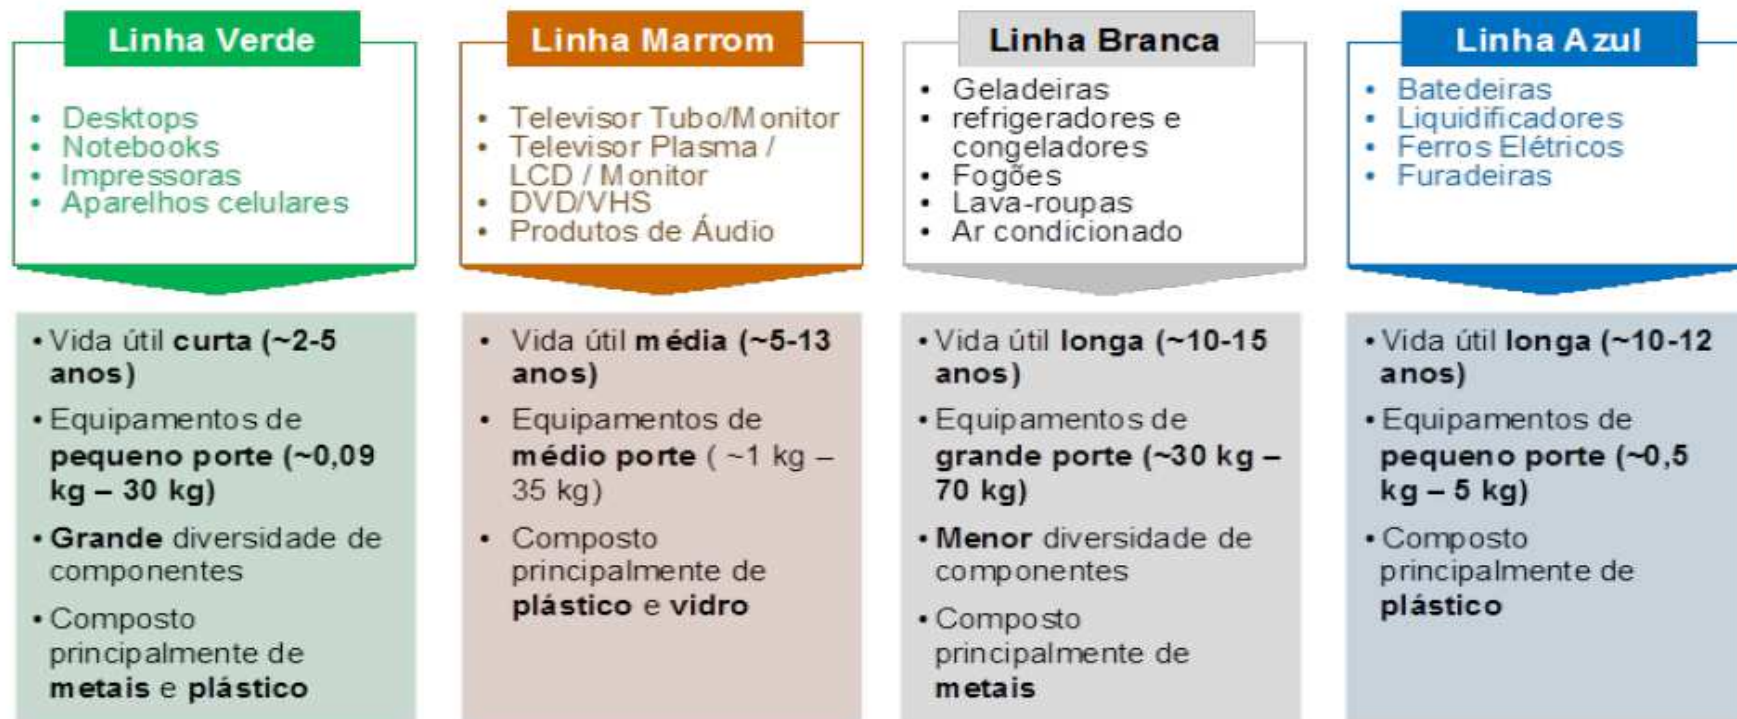 Linha Verde
• Desktops
• Notebooks
• Impressoras
• Aparelhos celulares
• Vida útil curta (~2-5
anos)
• Equipamentos de
pequeno porte (~0,09
kg – 30 kg)
• Grande diversidade de
componentes
• Composto
principalmente de
metais e plástico
Linha Marrom
• Televisor Tubo/Monitor
• Televisor Plasma /
LCD / Monitor
• DVD/VHS
• Produtos de Áudio
• Vida útil média (~5-13
anos)
• Equipamentos de
médio porte ( ~1 kg –
35 kg)
• Composto
principalmente de
plástico e vidro
Linha Branca
• Geladeiras
• refrigeradores e
congeladores
• Fogões
• Lava-roupas
• Ar condicionado
• Vida útil longa (~10-15
anos)
• Equipamentos de
grande porte (~30 kg –
70 kg)
• Menor diversidade de
componentes
• Composto
principalmente de
metais
Linha Azul
• Batedeiras
• Liquidificadores
• Ferros Elétricos
• Furadeiras
• Vida útil longa (~10-12
anos)
• Equipamentos de
pequeno porte (~0,5
kg – 5 kg)
• Composto
principalmente de
plástico